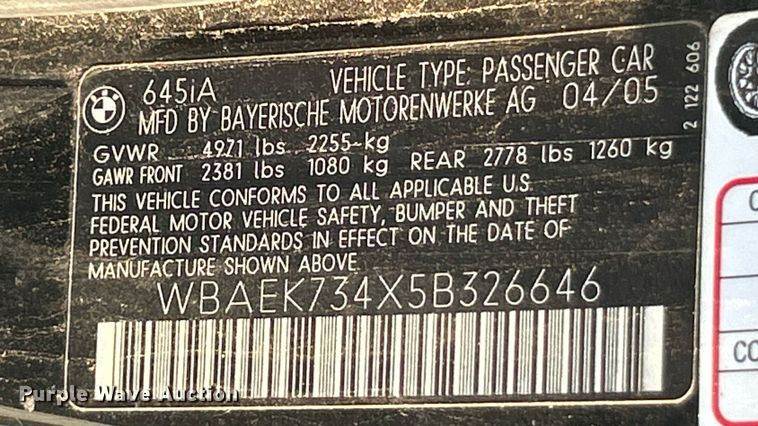 BMW
645iA VEHICLE TYPE: PASSENGER CAR
MFD BY BAYERISCHE MOTORENWERKE AG 04/05
GVWR 4971 lbs 2255-kg
GAWR FRONT 2381 lbs 1080 kg REAR 2778 lbs 1260 kg
THIS VEHICLE CONFORMS TO ALL APPLICABLE U.S.
FEDERAL MOTOR VEHICLE SAFETY, BUMPER AND THEFT
PREVENTION STANDARDS IN EFFECT ON THE DATE OF
MANUFACTURE SHOWN ABOVE
WBAEK734X5B326646
2 122 606
CO
Purple Wave Auction